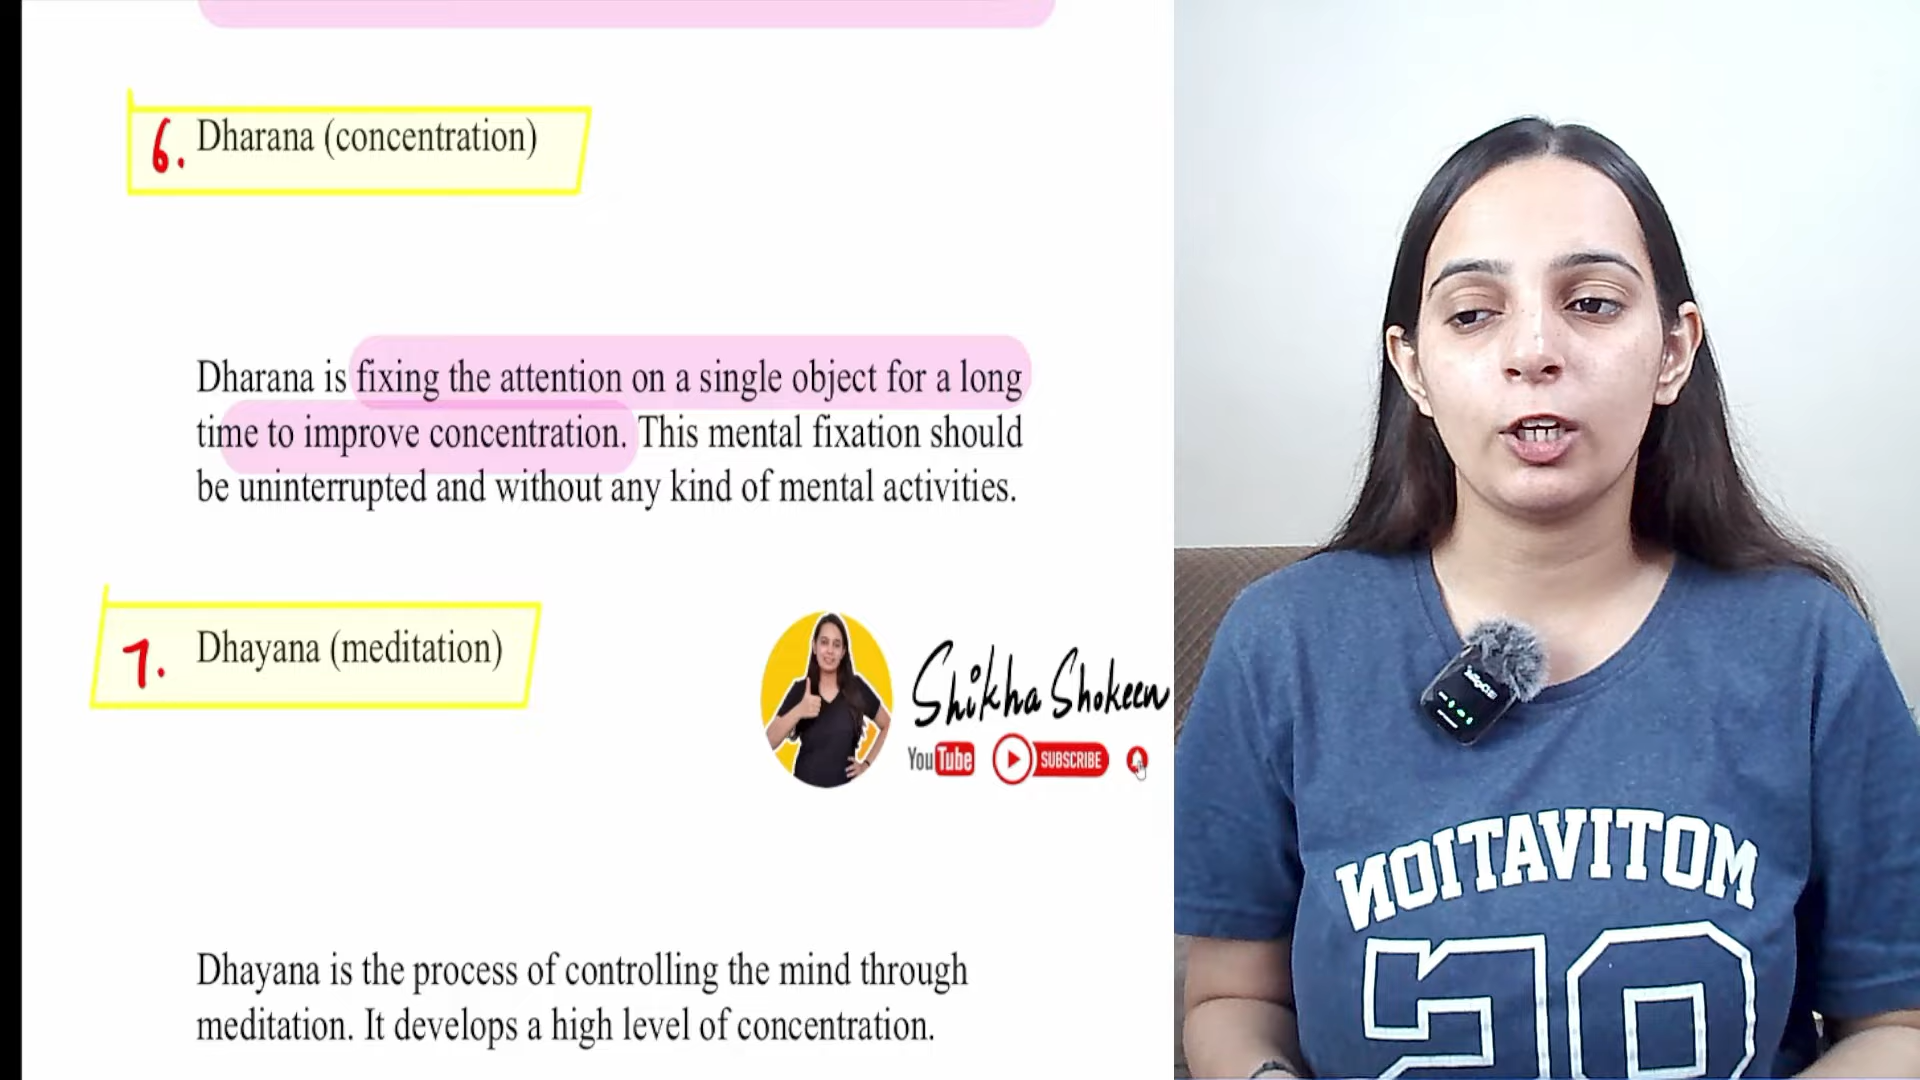 6. Dharana (concentration)
Dharana is fixing the attention on a single object for a long
time to improve concentration. This mental fixation should
be uninterrupted and without any kind of mental activities.
7. Dhayana (meditation)
Shikha Shokeen
YouTube SUBSCRIBE
Dhayana is the process of controlling the mind through
meditation. It develops a high level of concentration.
MOTIVATION